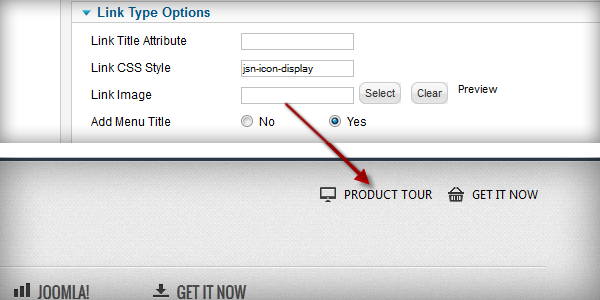 Link Type Options
Link Title Attribute
Link CSS Style jsn-icon-display
Link Image Select Clear Preview
Add Menu Title No Yes
PRODUCT TOUR GET IT NOW
JOOMLA! GET IT NOW